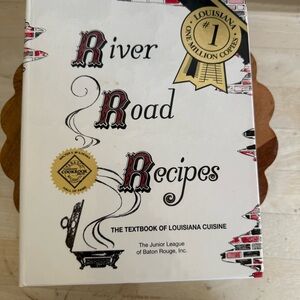 LOUISIANA
#1
ONE MILLION COPIES
River
Road
Recipes
COOKBOOK
THE TEXTBOOK OF LOUISIANA CUISINE
The Junior League
of Baton Rouge, Inc.